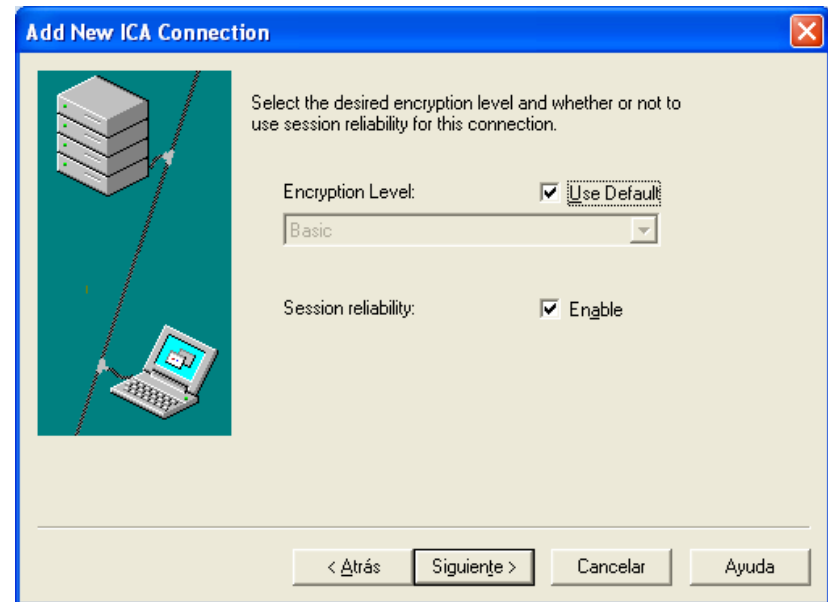 Add New ICA Connection
Select the desired encryption level and whether or not to
use session reliability for this connection.
Encryption Level:
Use Default
Basic
Session reliability:
Enable
< Atrás
Siguiente >
Cancelar
Ayuda